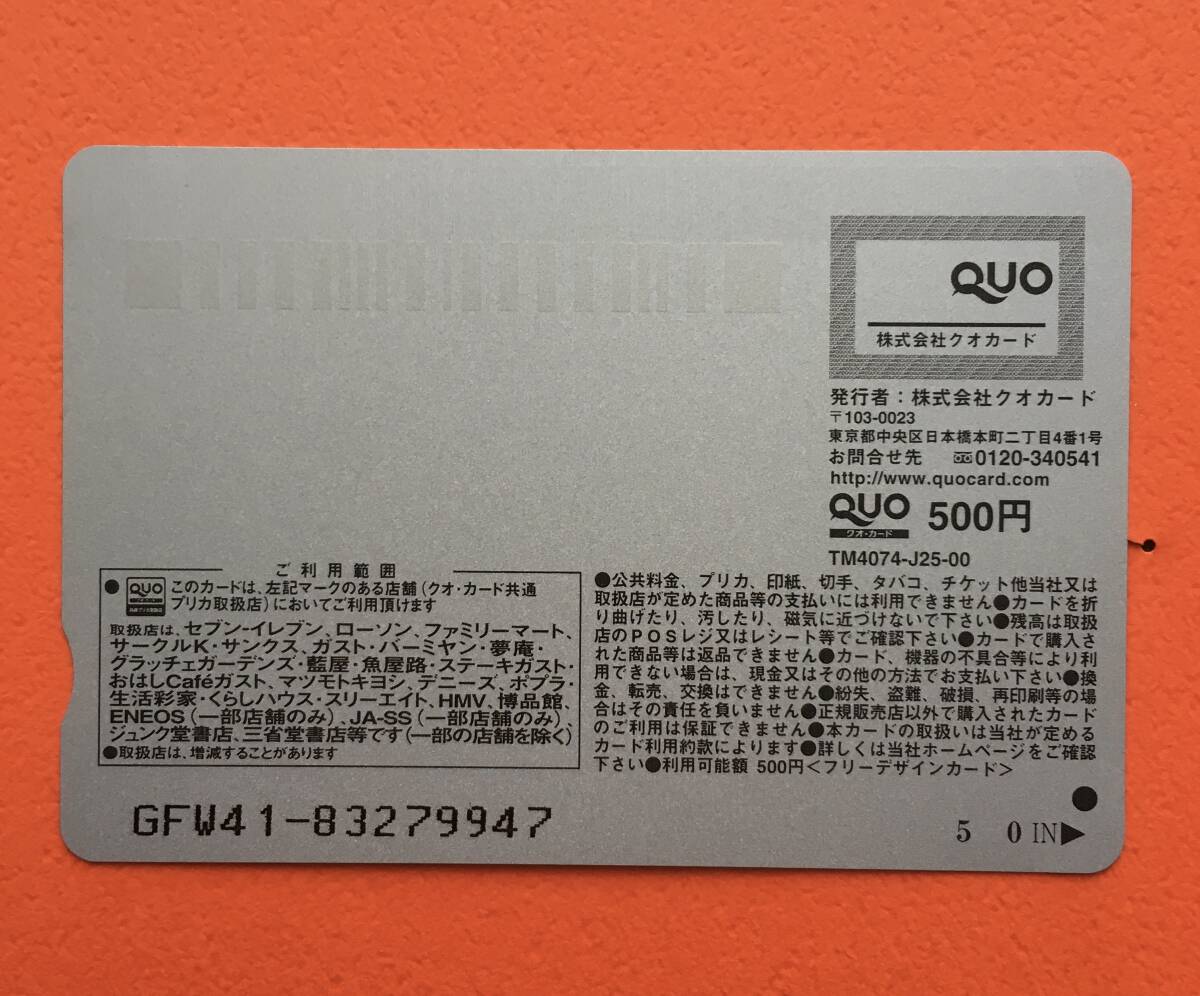 QUO
株式会社クオカード
発行者：株式会社クオカード
〒103-0023
東京都中央区日本橋本町二丁目4番1号
お問合せ先 0120-340541
http://www.quocard.com
QUO 500円
クオ・カード
TM4074-J25-00
ご利用範囲
●QUO このカードは、左記マークのある店舗（クオ・カード共通
プリカ取扱店）においてご利用頂けます
取扱店は、セブン-イレブン、ローソン、ファミリーマート、
サークルK・サンクス、ガスト・バーミヤン・夢庵・
グラッチェガーデンズ・藍屋・魚屋路・ステーキガスト・
おはしCaféガスト、マツモトキヨシ、デニーズ、ポプラ・
生活彩家・くらしハウス・スリーエイト、HMV、博品館、
ENEOS（一部店舗のみ）、JA-SS（一部店舗のみ）、
ジュンク堂書店、三省堂書店等です（一部の店舗を除く）
●取扱店は、増減することがあります
●公共料金、プリカ、印紙、切手、タバコ、チケット他当社又は
取扱店が定めた商品等の支払いには利用できません●カードを折
り曲げたり、汚したり、磁気に近づけないで下さい●残高は取扱
店のPOSレジ又はレシート等でご確認下さい●カードで購入さ
れた商品等は返品できません●カード、機器の不具合等により利
用できない場合は、現金又はその他の方法でお支払い下さい●換
金、転売、交換はできません●紛失、盗難、破損、再印刷等の場
合はその責任を負いません●正規販売店以外で購入されたカード
のご利用は保証できません●本カードの取扱いは当社が定める
カード利用約款によります●詳しくは当社ホームページをご確認
下さい●利用可能額 500円＜フリーデザインカード＞
GFW41-83279947
5 0 IN▶